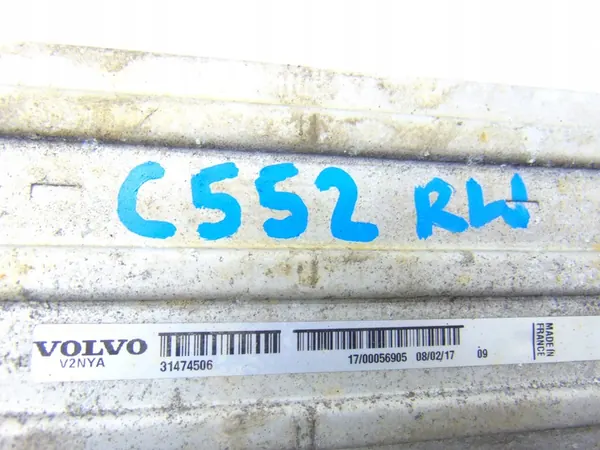 C552 RW
VOLVO
V2NYA
31474506
17/00056905 08/02/17 09
MADE IN
FRANCE